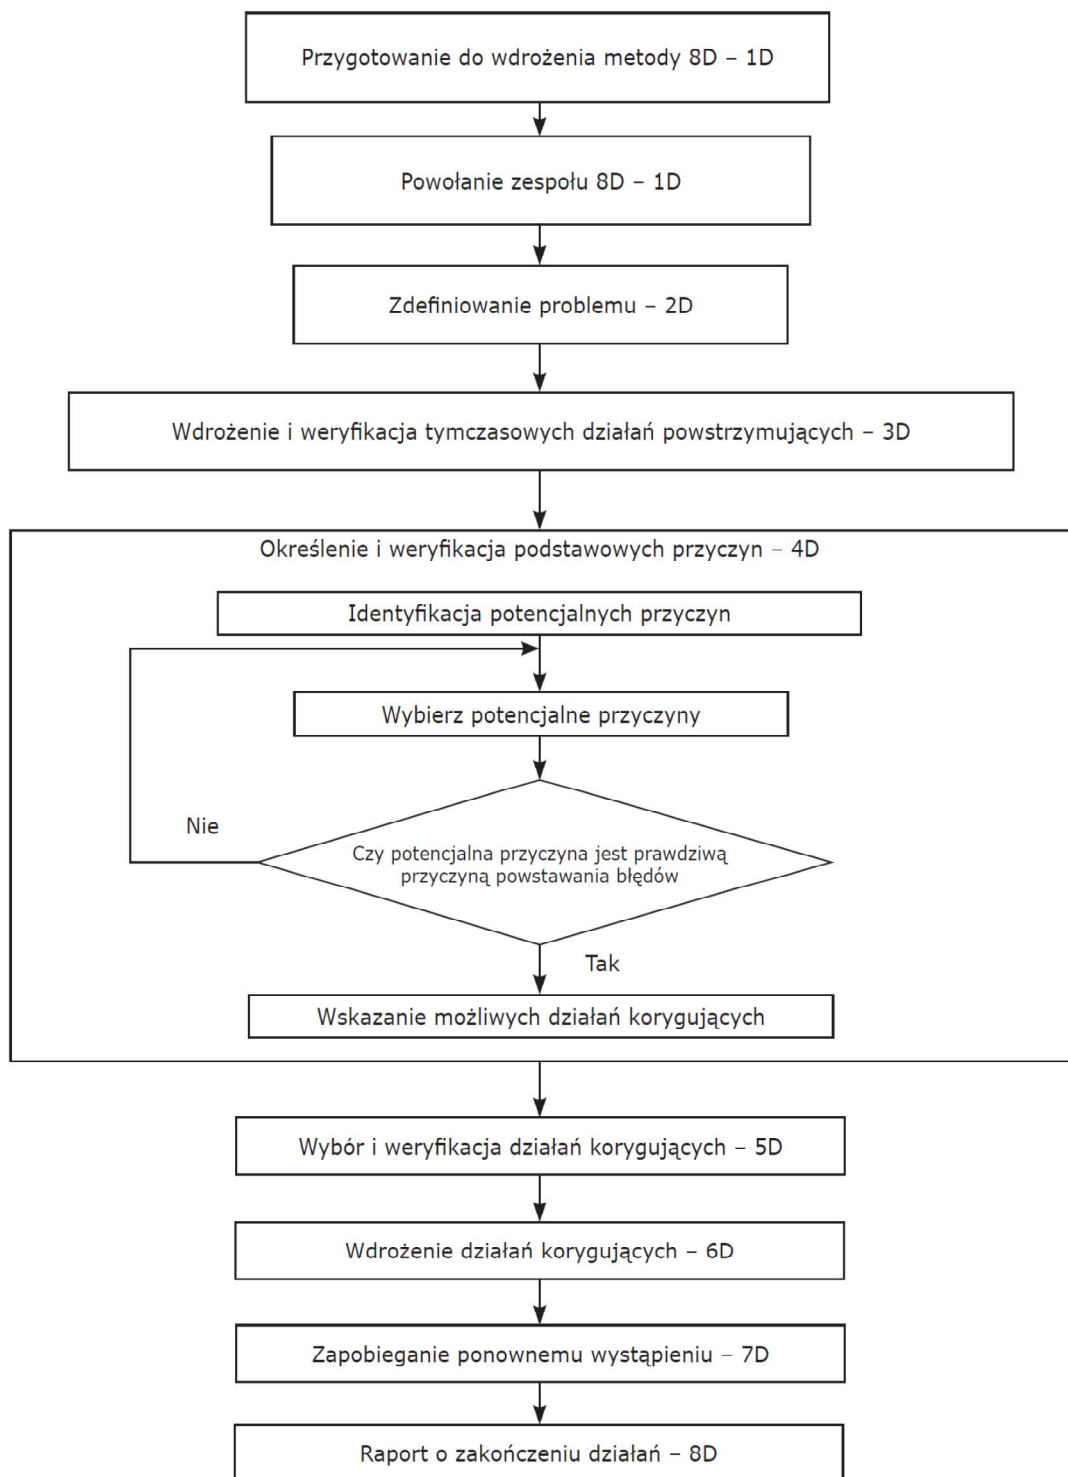 Przygotowanie do wdrożenia metody 8D – 1D
Powołanie zespołu 8D – 1D
Zdefiniowanie problemu – 2D
Wdrożenie i weryfikacja tymczasowych działań powstrzymujących – 3D
Określenie i weryfikacja podstawowych przyczyn – 4D
Identyfikacja potencjalnych przyczyn
Wybierz potencjalne przyczyny
Nie
Czy potencjalna przyczyna jest prawdziwą
przyczyną powstawania błędów
Tak
Wskazanie możliwych działań korygujących
Wybór i weryfikacja działań korygujących – 5D
Wdrożenie działań korygujących – 6D
Zapobieganie ponownemu wystąpieniu – 7D
Raport o zakończeniu działań – 8D